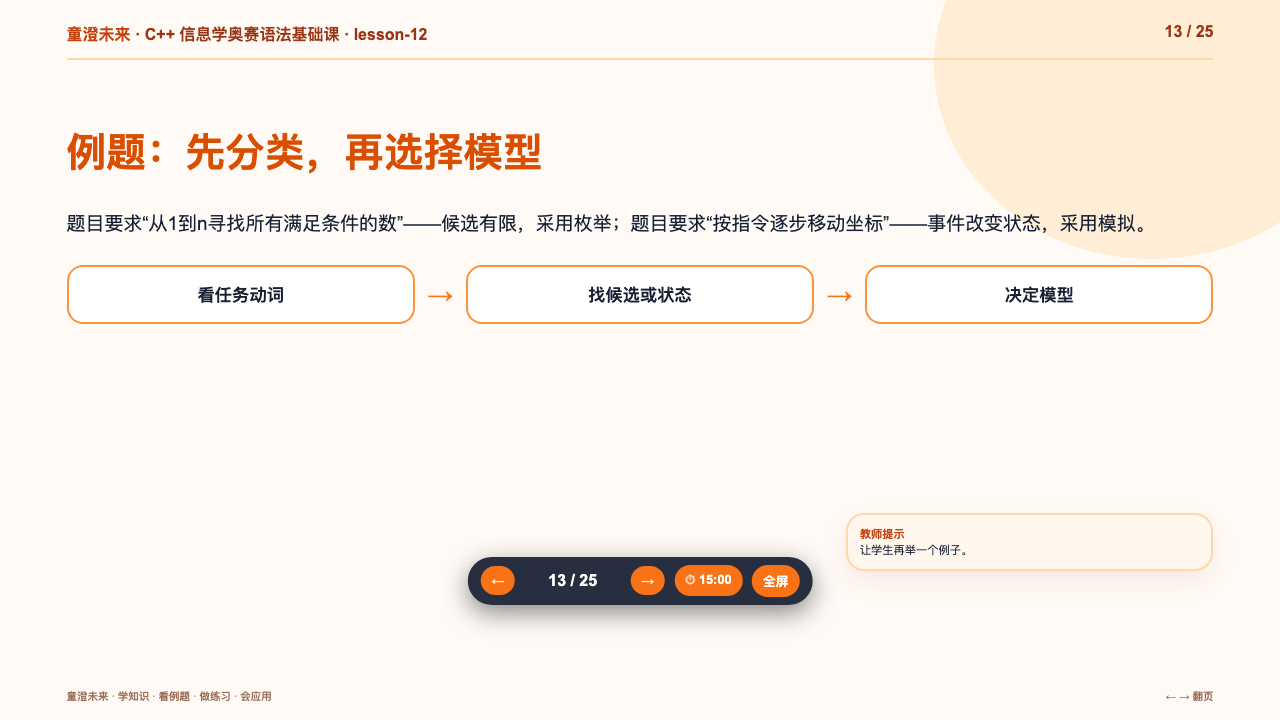 童澄未来 · C++ 信息学奥赛语法基础课 · lesson-12
13 / 25
例题：先分类，再选择模型
题目要求“从1到n寻找所有满足条件的数”——候选有限，采用枚举；题目要求“按指令逐步移动坐标”——事件改变状态，采用模拟。
看任务动词
→
找候选或状态
→
决定模型
教师提示
让学生再举一个例子。
← 13 / 25 → ⏱ 15:00 全屏
童澄未来 · 学知识 · 看例题 · 做练习 · 会应用
←→ 翻页